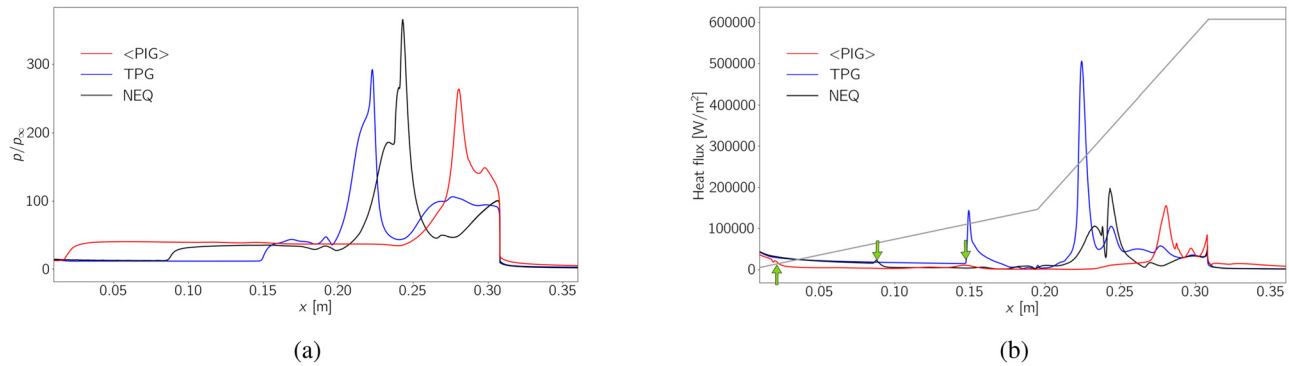 300
200
100
0
p/p∞
<PIG>
TPG
NEQ
0.05 0.10 0.15 0.20 0.25 0.30 0.35
x [m]
(a)
600000
500000
400000
300000
200000
100000
0
Heat flux [W/m²]
<PIG>
TPG
NEQ
0.05 0.10 0.15 0.20 0.25 0.30 0.35
x [m]
(b)